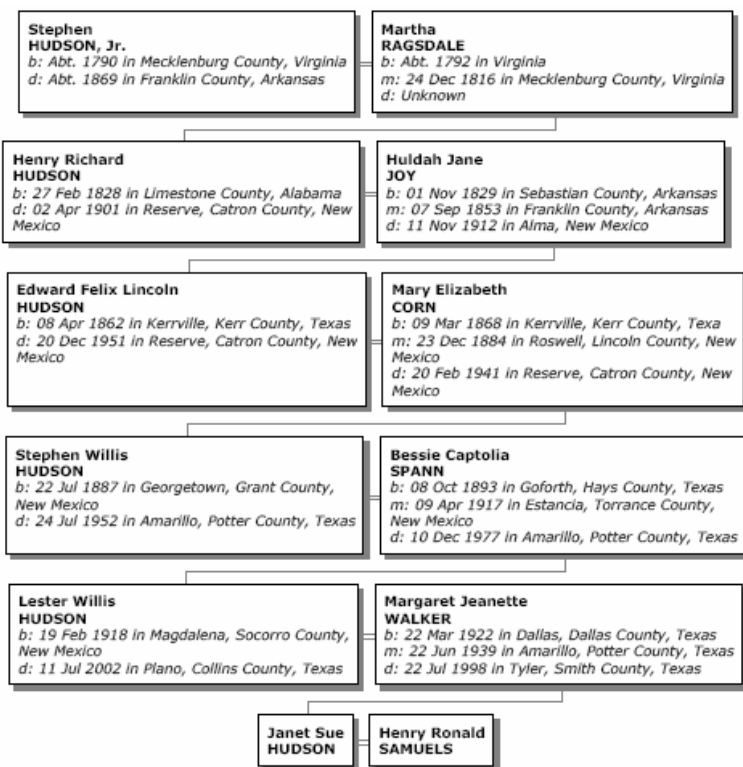 Stephen
HUDSON, Jr.
b: Abt. 1790 in Mecklenburg County, Virginia
d: Abt. 1869 in Franklin County, Arkansas
Martha
RAGSDALE
b: Abt. 1792 in Virginia
m: 24 Dec 1816 in Mecklenburg County, Virginia
d: Unknown
Henry Richard
HUDSON
b: 27 Feb 1828 in Limestone County, Alabama
d: 02 Apr 1901 in Reserve, Catron County, New
Mexico
Huldah Jane
JOY
b: 01 Nov 1829 in Sebastian County, Arkansas
m: 07 Sep 1853 in Franklin County, Arkansas
d: 11 Nov 1912 in Alma, New Mexico
Edward Felix Lincoln
HUDSON
b: 08 Apr 1862 in Kerrville, Kerr County, Texas
d: 20 Dec 1951 in Reserve, Catron County, New
Mexico
Mary Elizabeth
CORN
b: 09 Mar 1868 in Kerrville, Kerr County, Texa
m: 23 Dec 1884 in Roswell, Lincoln County, New
Mexico
d: 20 Feb 1941 in Reserve, Catron County, New
Mexico
Stephen Willis
HUDSON
b: 22 Jul 1887 in Georgetown, Grant County,
New Mexico
d: 24 Jul 1952 in Amarillo, Potter County, Texas
Bessie Captolia
SPANN
b: 08 Oct 1893 in Goforth, Hays County, Texas
m: 09 Apr 1917 in Estancia, Torrance County,
New Mexico
d: 10 Dec 1977 in Amarillo, Potter County, Texas
Lester Willis
HUDSON
b: 19 Feb 1918 in Magdalena, Socorro County,
New Mexico
d: 11 Jul 2002 in Plano, Collins County, Texas
Margaret Jeanette
WALKER
b: 22 Mar 1922 in Dallas, Dallas County, Texas
m: 22 Jun 1939 in Amarillo, Potter County, Texas
d: 22 Jul 1998 in Tyler, Smith County, Texas
Janet Sue
HUDSON
Henry Ronald
SAMUELS